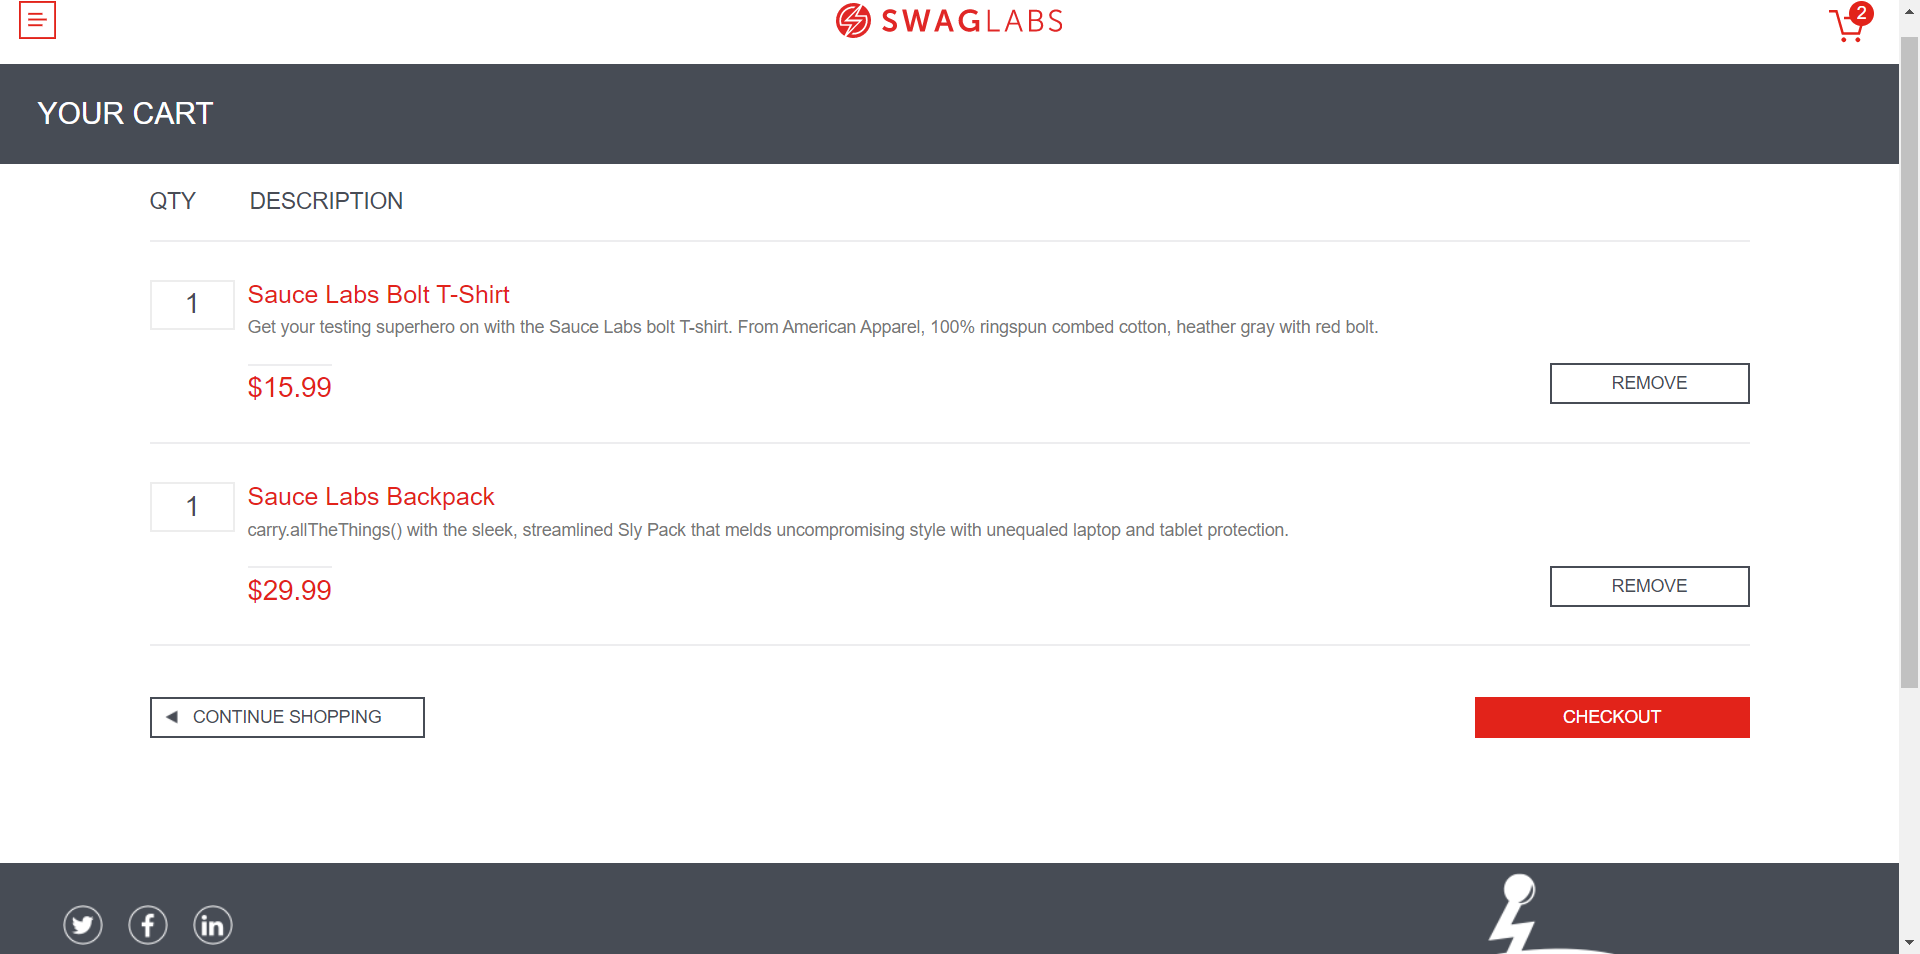 SWAGLABS
2
YOUR CART
QTY DESCRIPTION
1
Sauce Labs Bolt T-Shirt
Get your testing superhero on with the Sauce Labs bolt T-shirt. From American Apparel, 100% ringspun combed cotton, heather gray with red bolt.
$15.99
REMOVE
1
Sauce Labs Backpack
carry.allTheThings() with the sleek, streamlined Sly Pack that melds uncompromising style with unequaled laptop and tablet protection.
$29.99
REMOVE
CONTINUE SHOPPING
CHECKOUT